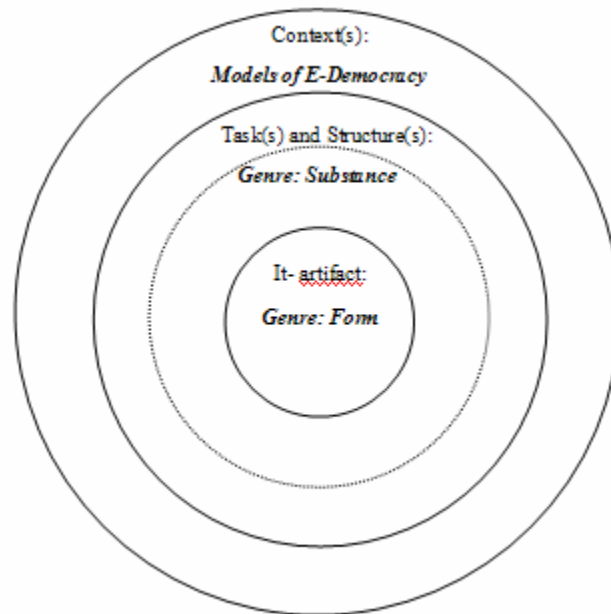 Context(s):
Models of E-Democracy
Task(s) and Structure(s):
Genre: Substance
It- artifact:
Genre: Form